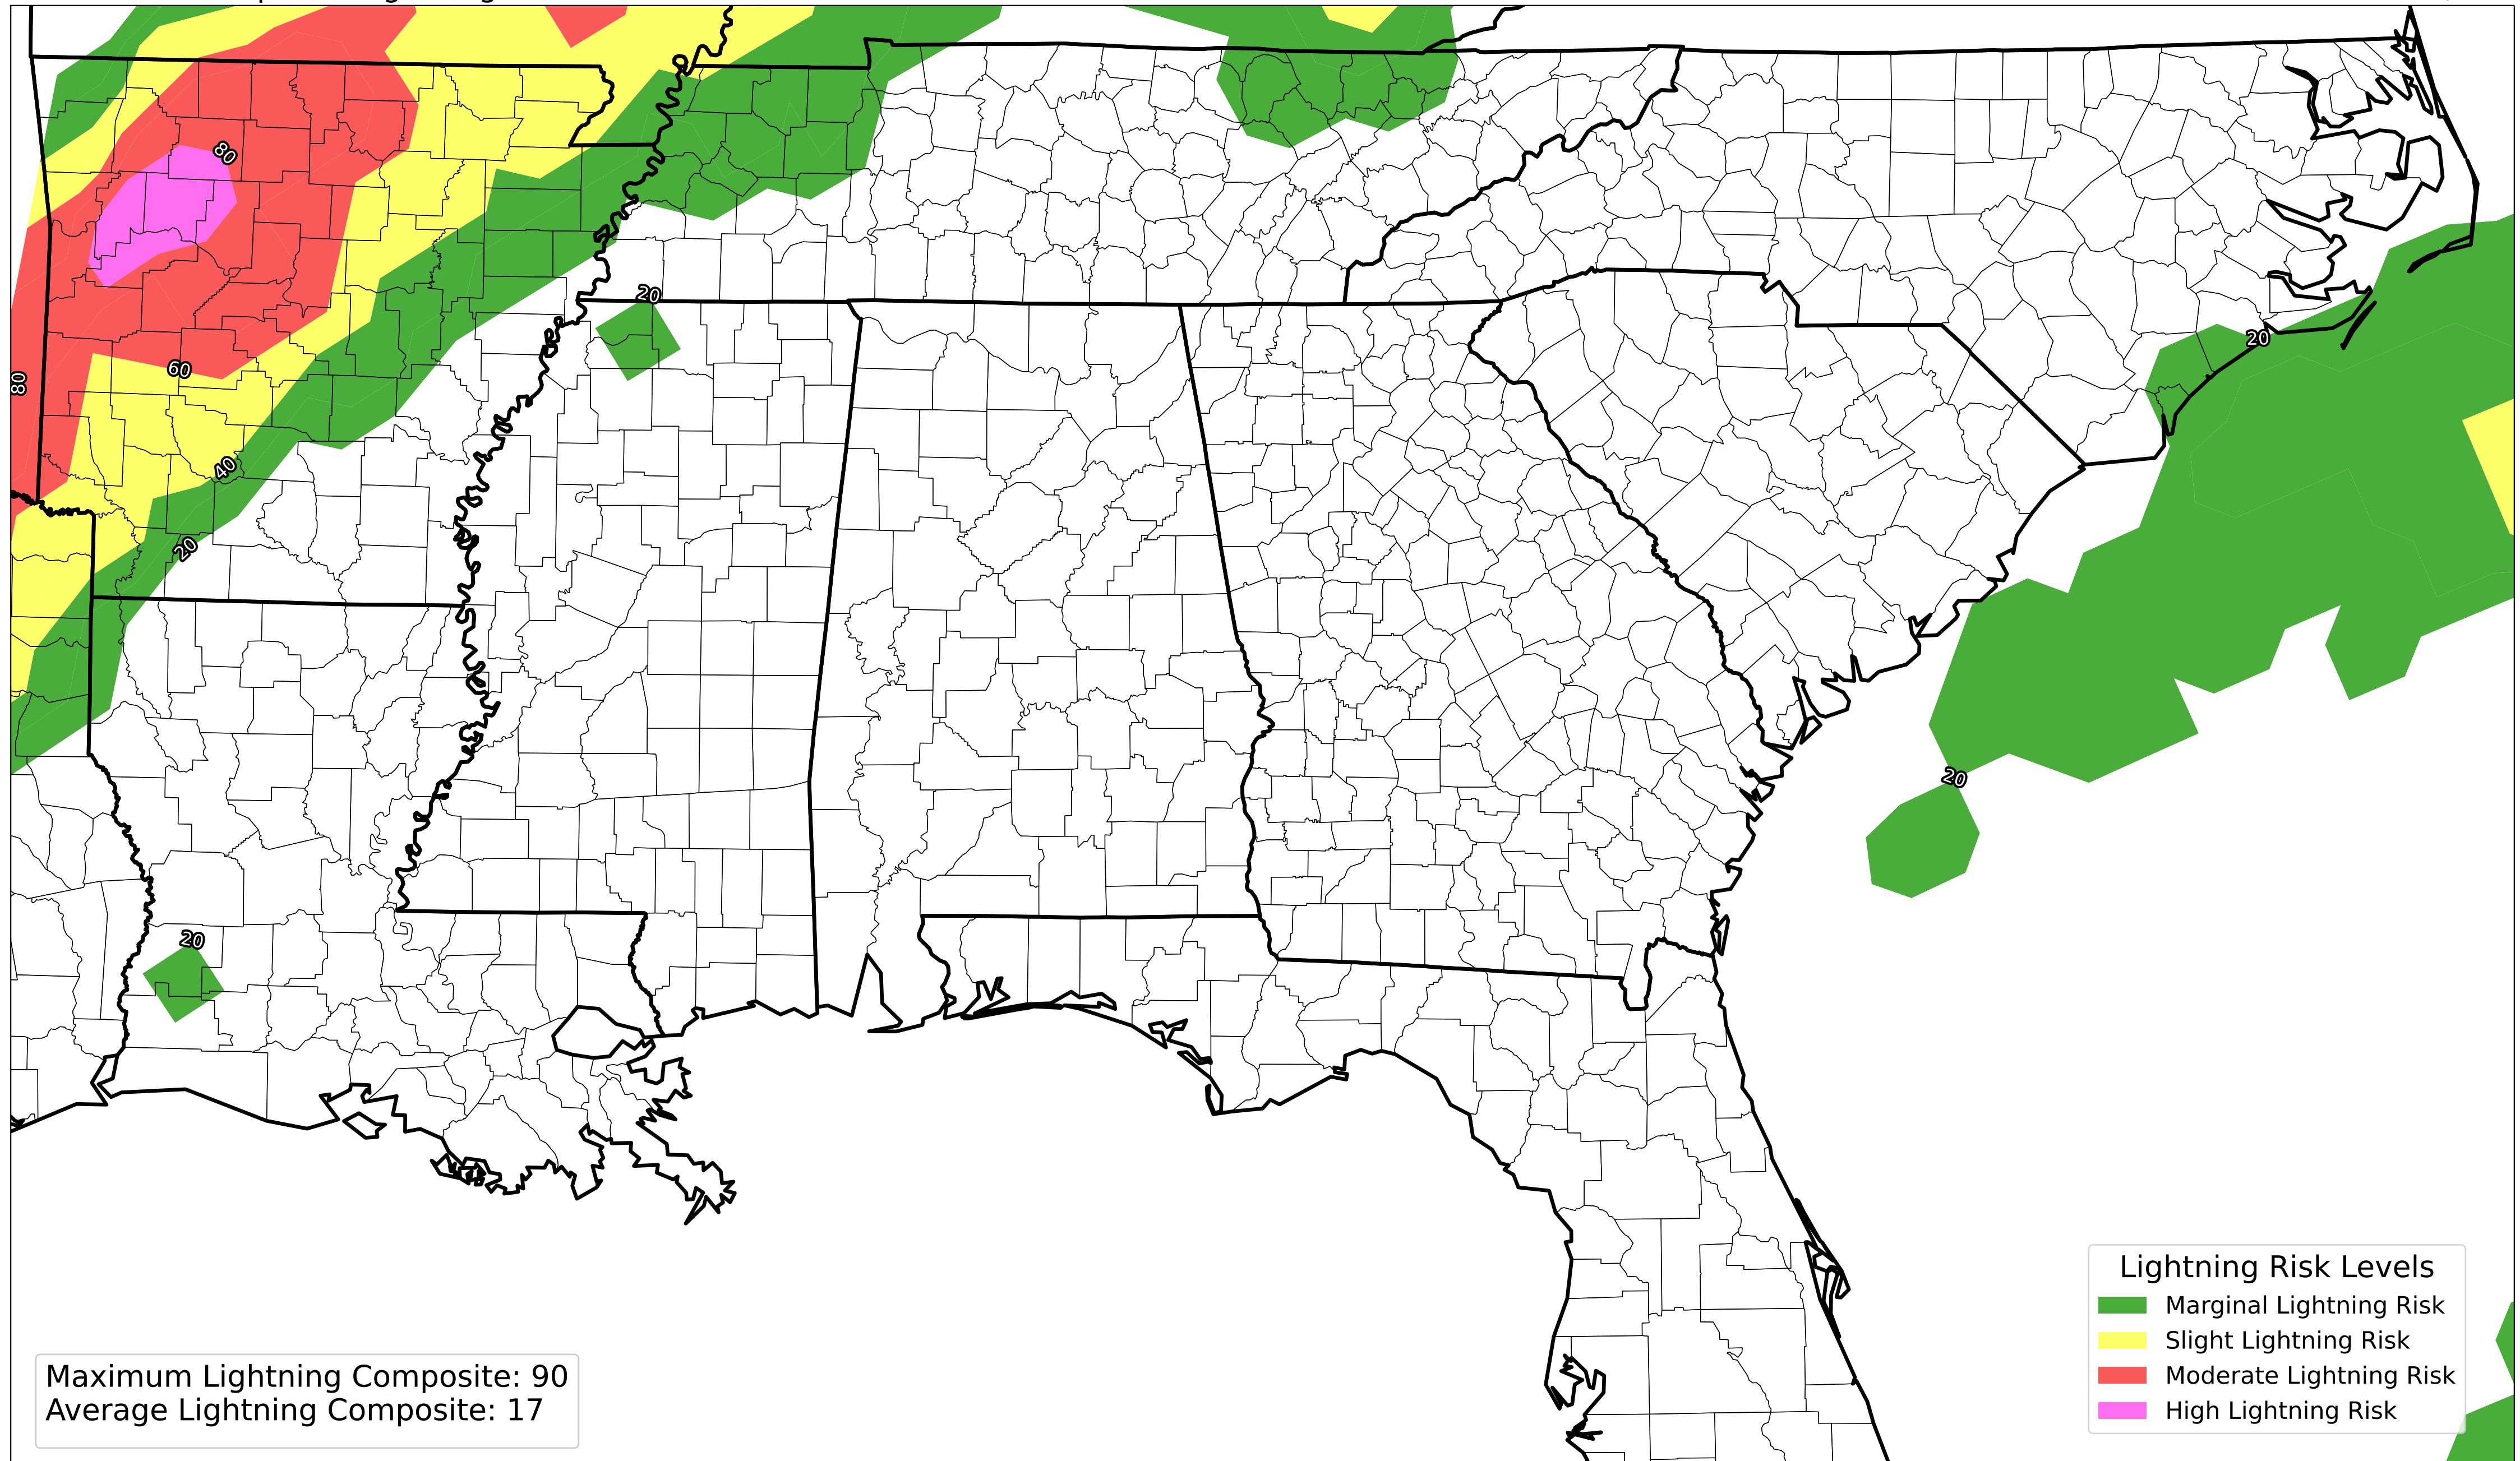 80
20
60
80
20
40
20
20
20
Lightning Risk Levels
Marginal Lightning Risk
Slight Lightning Risk
Moderate Lightning Risk
High Lightning Risk
Maximum Lightning Composite: 90
Average Lightning Composite: 17